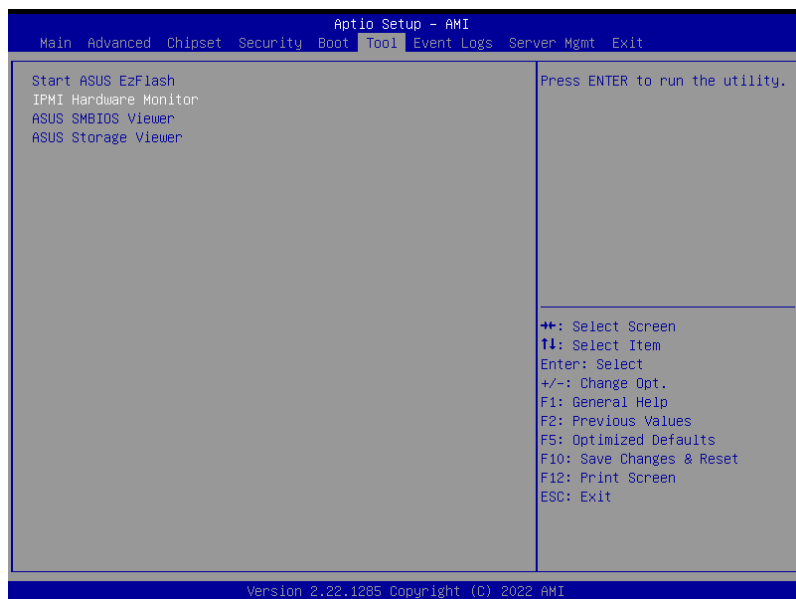 Aptio Setup – AMI
Main Advanced Chipset Security Boot Tool Event Logs Server Mgmt Exit
Start ASUS EzFlash
IPMI Hardware Monitor
ASUS SMBIOS Viewer
ASUS Storage Viewer
Press ENTER to run the utility.
→←: Select Screen
↑↓: Select Item
Enter: Select
+/-: Change Opt.
F1: General Help
F2: Previous Values
F5: Optimized Defaults
F10: Save Changes & Reset
F12: Print Screen
ESC: Exit
Version 2.22.1285 Copyright (C) 2022 AMI